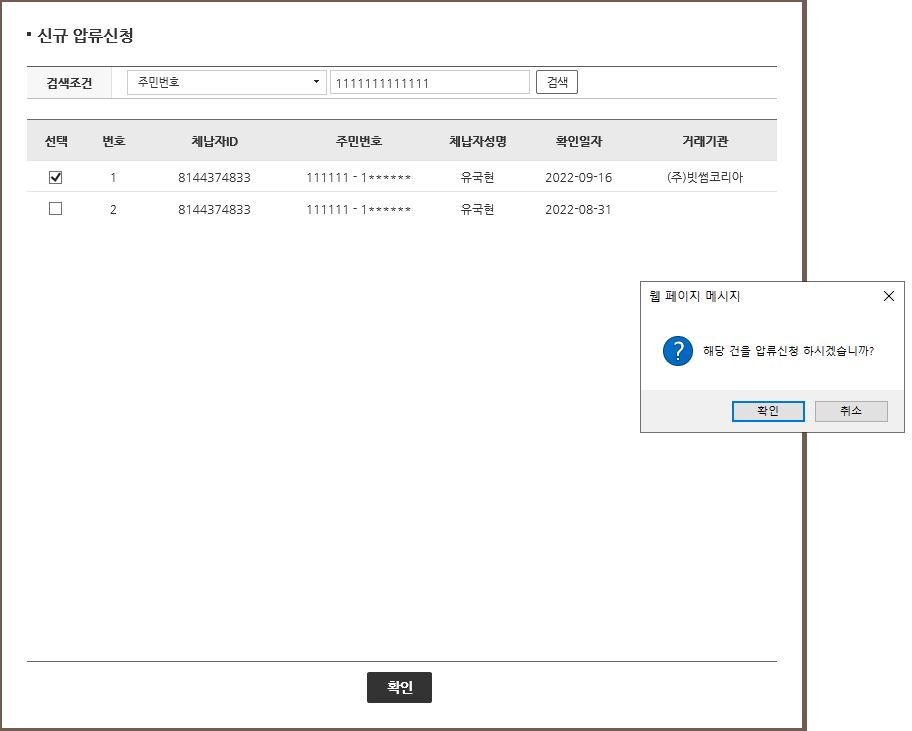 신규 압류신청
검색조건 주민번호 1111111111111 검색
선택 번호 체납자ID 주민번호 체납자성명 확인일자 거래기관
1 8144374833 111111 - 1****** 유국현 2022-09-16 (주)빗썸코리아
2 8144374833 111111 - 1****** 유국현 2022-08-31
웹 페이지 메시지
해당 건을 압류신청 하시겠습니까?
확인 취소
확인